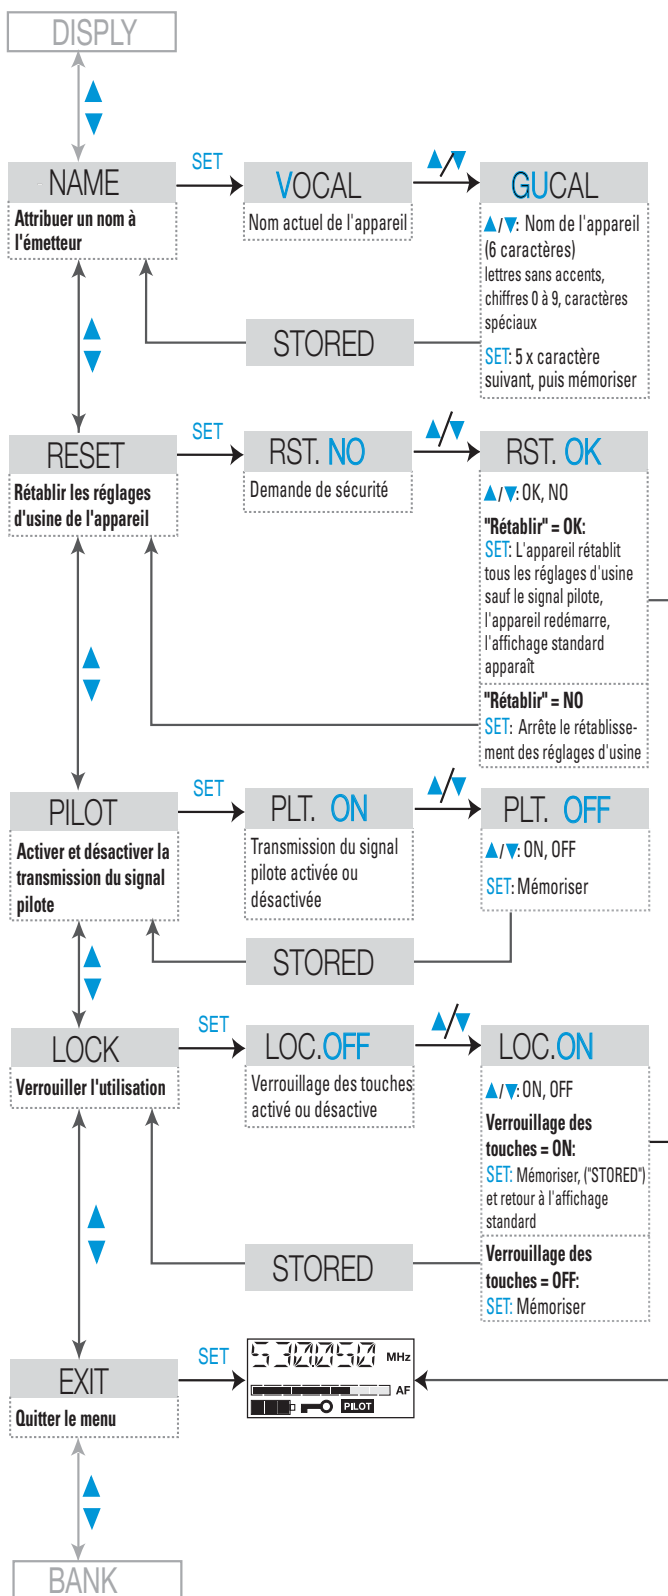 DISPLY
SET
NAME
VOCAL
GUCAL
Attribuer un nom à
l'émetteur
Nom actuel de l'appareil
▲/▼: Nom de l'appareil
(6 caractères)
lettres sans accents,
chiffres 0 à 9, caractères
spéciaux
SET: 5 x caractère
suivant, puis mémoriser
STORED
SET
RESET
RST. NO
RST. OK
Rétablir les réglages
d'usine de l'appareil
Demande de sécurité
▲/▼: OK, NO
"Rétablir" = OK:
SET: L'appareil rétablit
tous les réglages d'usine
sauf le signal pilote,
l'appareil redémarre,
l'affichage standard
apparaît
"Rétablir" = NO
SET: Arrête le rétablisse-
ment des réglages d'usine
SET
PILOT
PLT. ON
PLT. OFF
Activer et désactiver la
transmission du signal
pilote
Transmission du signal
pilote activée ou
désactivée
▲/▼: ON, OFF
SET: Mémoriser
STORED
SET
LOCK
LOC.OFF
LOC.ON
Verrouiller l'utilisation
Verrouillage des touches
activé ou désactive
▲/▼: ON, OFF
Verrouillage des
touches = ON:
SET: Mémoriser, ("STORED")
et retour à l'affichage
standard
Verrouillage des
touches = OFF:
SET: Mémoriser
STORED
SET
EXIT
Quitter le menu
530.050 MHz
AF
PILOT
BANK